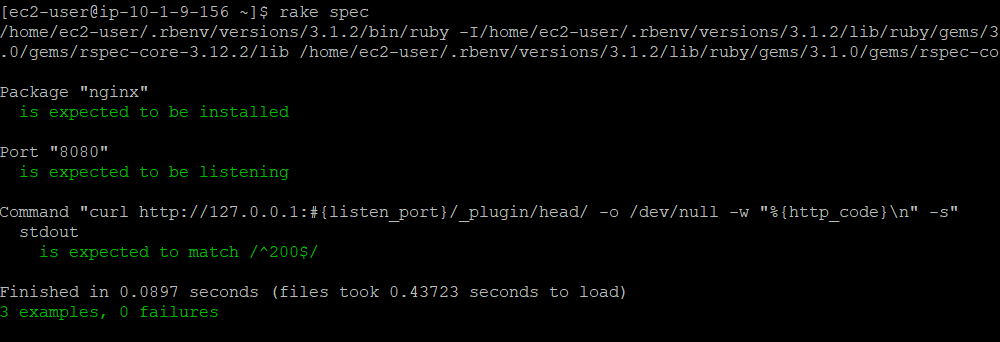 [ec2-user@ip-10-1-9-156 ~]$ rake spec
/home/ec2-user/.rbenv/versions/3.1.2/bin/ruby -I/home/ec2-user/.rbenv/versions/3.1.2/lib/ruby/gems/3
.0/gems/rspec-core-3.12.2/lib /home/ec2-user/.rbenv/versions/3.1.2/lib/ruby/gems/3.1.0/gems/rspec-co
Package "nginx"
is expected to be installed
Port "8080"
is expected to be listening
Command "curl http://127.0.0.1:#{listen_port}/_plugin/head/ -o /dev/null -w "%{http_code}\n" -s"
stdout
is expected to match /^200$/
Finished in 0.0897 seconds (files took 0.43723 seconds to load)
3 examples, 0 failures